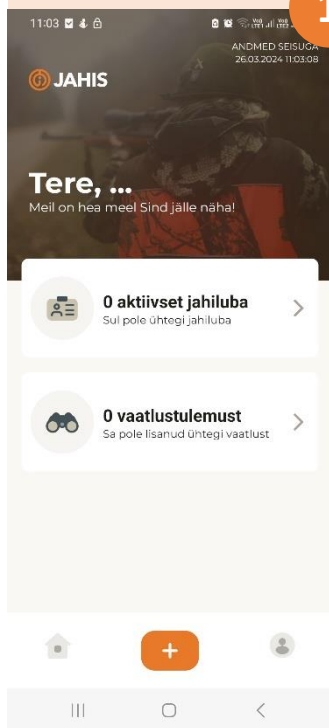 1
11:03
ANDMED SEISUGA
26.03.2024 11:03:08
JAHIS
Tere, ...
Meil on hea meel Sind jälle näha!
0 aktiivset jahiluba
Sul pole ühtegi jahiluba
0 vaatlustulemust
Sa pole lisanud ühtegi vaatlust
+